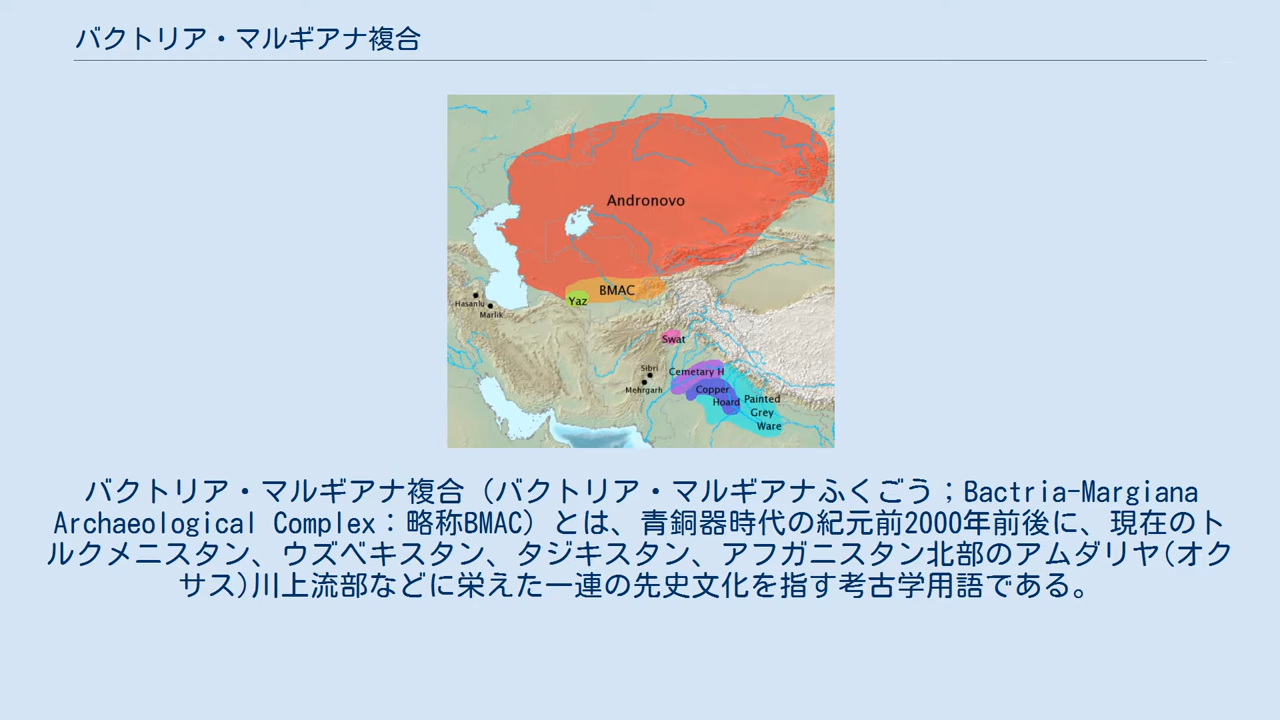 バクトリア・マルギアナ複合
Andronovo
BMAC
Yaz
Hasanlu
Marlik
Swat
Sibri
Mehrgarh
Cemetary H
Copper
Hoard
Painted
Grey
Ware
バクトリア・マルギアナ複合（バクトリア・マルギアナふくごう；Bactria-Margiana
Archaeological Complex：略称BMAC）とは、青銅器時代の紀元前2000年前後に、現在のト
ルクメニスタン、ウズベキスタン、タジキスタン、アフガニスタン北部のアムダリヤ(オク
サス)川上流部などに栄えた一連の先史文化を指す考古学用語である。